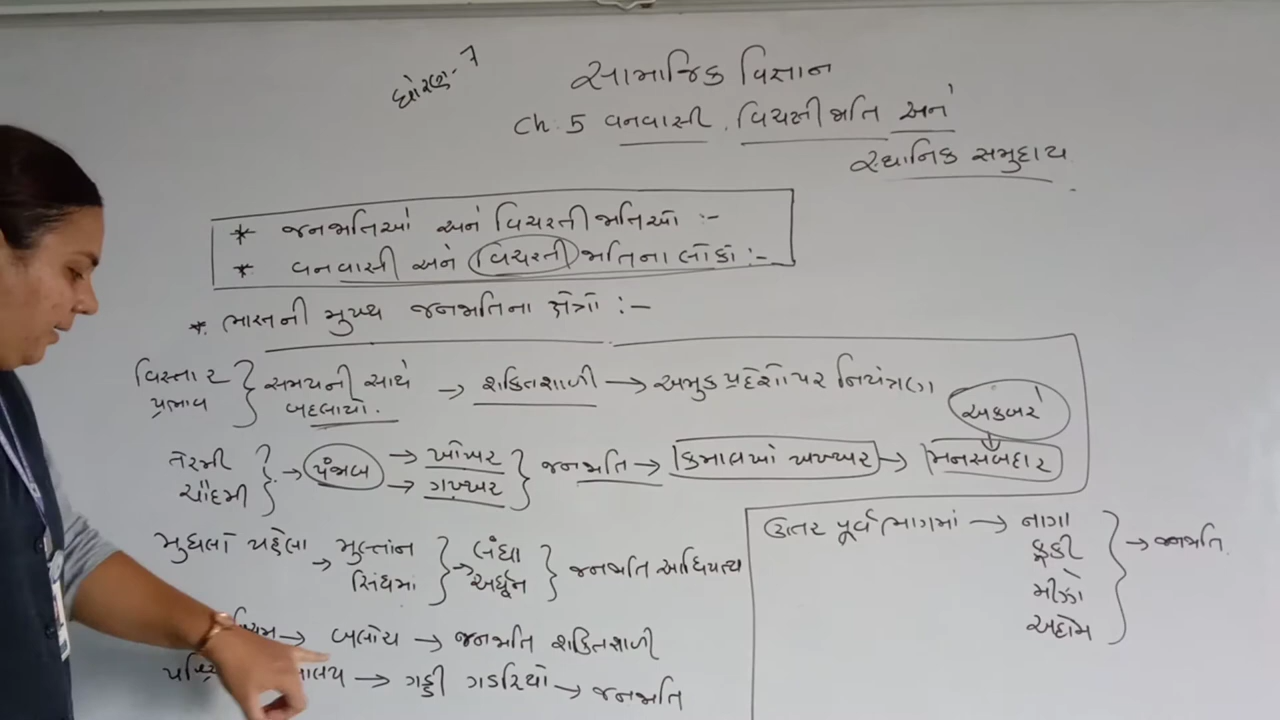 ધોરણ- 7
સામાજિક વિજ્ઞાન
Ch. 5 વનવાસી, વિચરતી જાતિ અને
સ્થાનિક સમુદાય
* જનજાતિઓ અને વિચરતી જાતિઓ :-
* વનવાસી અને વિચરતી જાતિના લોકો :-
* ભારતની મુખ્ય જનજાતિના ક્ષેત્રો :-
વિસ્તાર પ્રભાવ } સમયની સાથે બદલાયો. → શક્તિશાળી → અમુક પ્રદેશો પર નિયંત્રણ
અકબરે
તેરમી ચૌદમી } → પંજાબ → ખોખર → ગખ્ખર } જનજાતિ → કમાલખાં ખખ્ખર → મનસબદાર
મુઘલો પહેલા → મુલ્તાન સિંધમાં } → લંઘા અર્ઘૂન } જનજાતિ આધિપત્ય
→ બલોચ → જનજાતિ શક્તિશાળી
→ ગડ્ડી ગડરિયો → જનજાતિ
ઉત્તર પૂર્વ ભાગમાં → નાગા
કૂકી
મીઝો
અહોમ
} → જનજાતિ